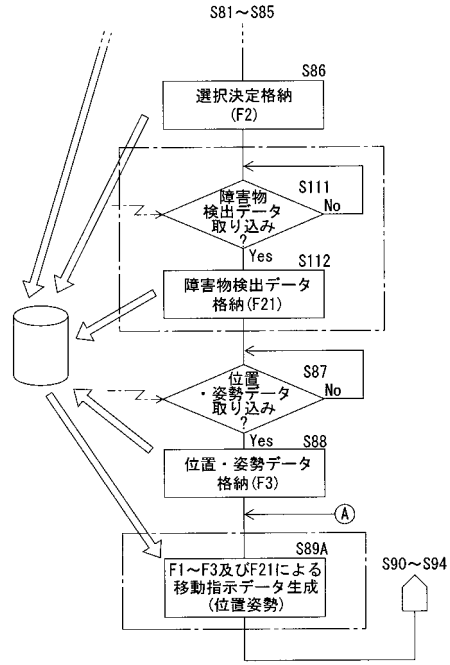 S81～S85
S86
選択決定格納
(F2)
S111
障害物
検出データ
取り込み
?
No
Yes
S112
障害物検出データ
格納(F21)
S87
位置
・姿勢データ
取り込み
?
No
Yes
S88
位置・姿勢データ
格納(F3)
A
S89A
F1～F3及びF21による
移動指示データ生成
(位置姿勢)
S90～S94